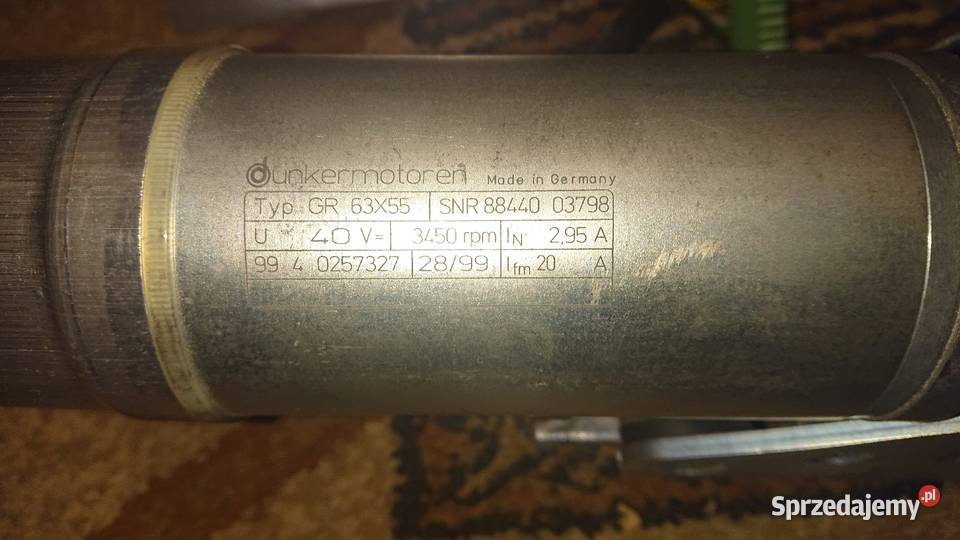 dunkermotoren Made in Germany
Typ GR 63X55 SNR 88440 03798
U 40 V= 3450 rpm IN 2,95 A
99 4 0257327 28/99 Ifm 20 A
Sprzedajemy.pl